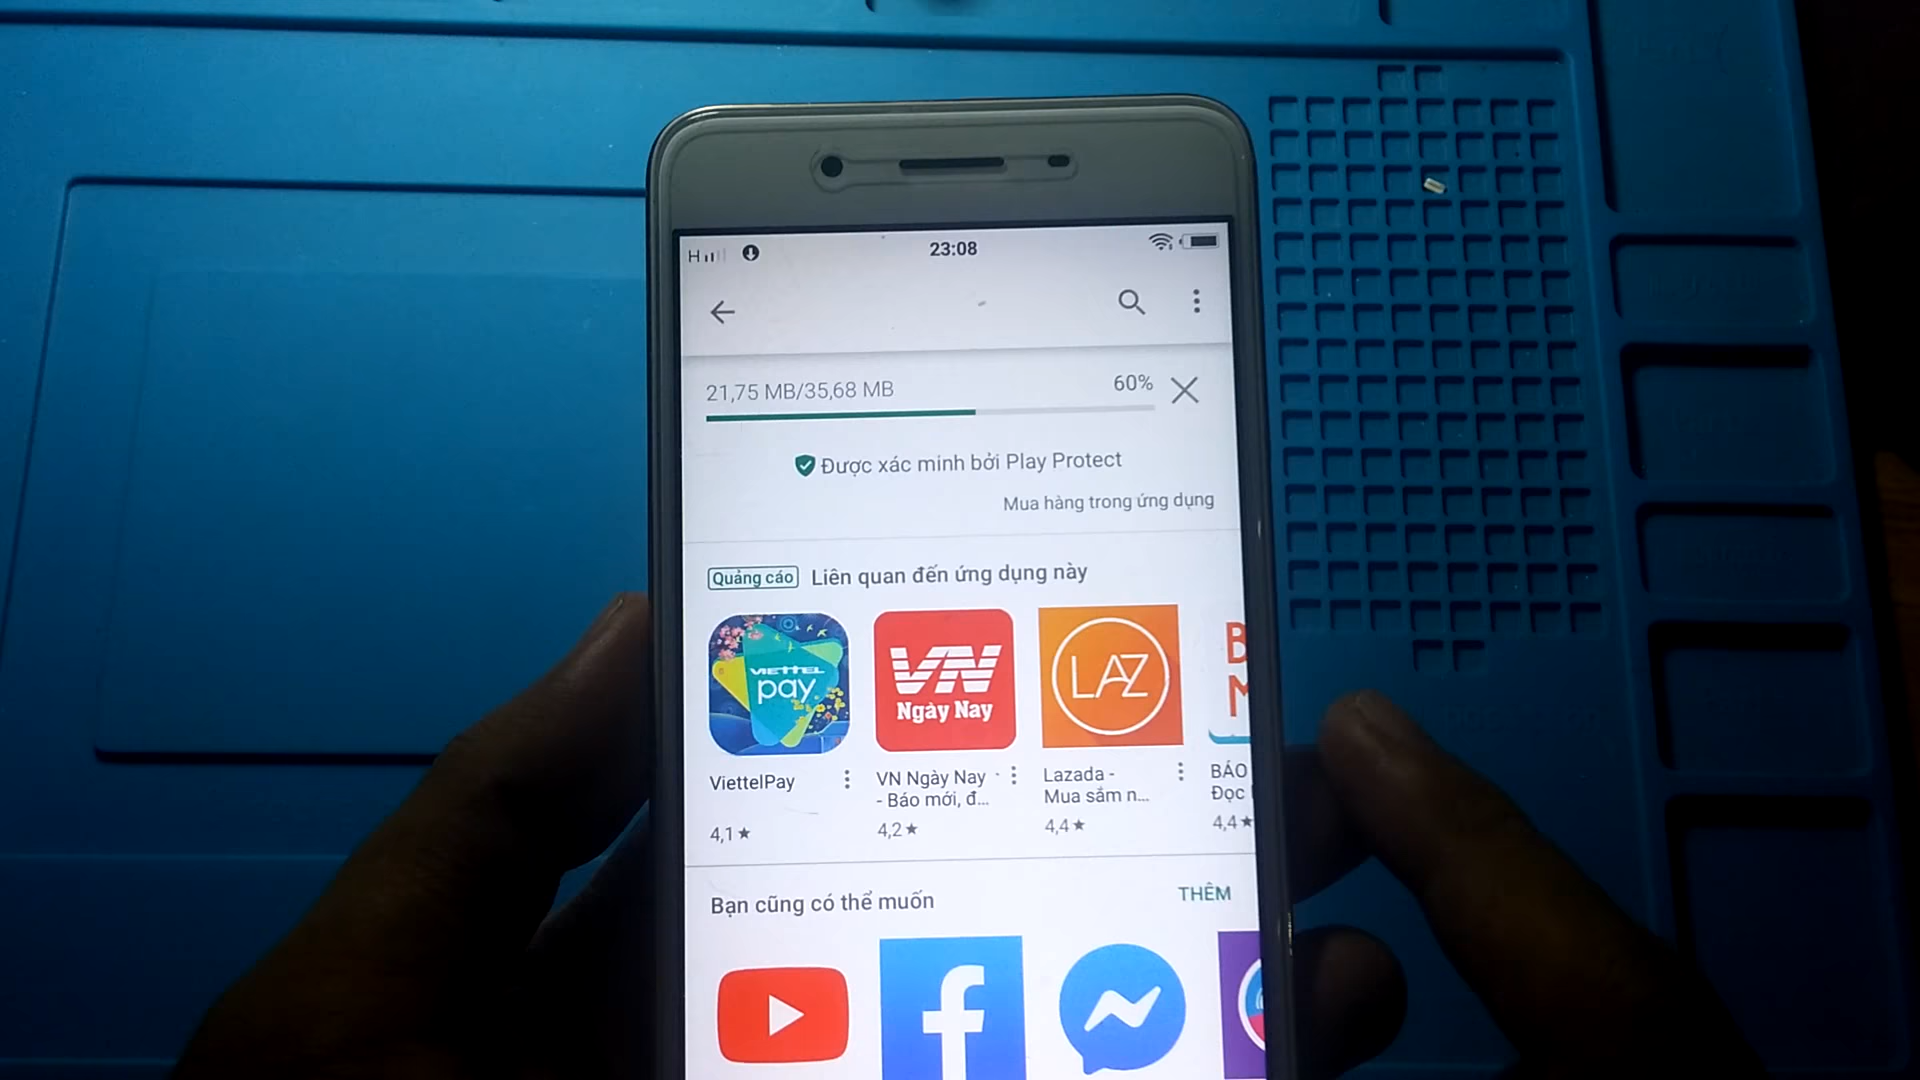 H
23:08
21,75 MB/35,68 MB 60%
Được xác minh bởi Play Protect
Mua hàng trong ứng dụng
Quảng cáo Liên quan đến ứng dụng này
VIETTEL
pay
VN
Ngày Nay
LAZ
B
M
ViettelPay
VN Ngày Nay
- Báo mới, đ...
Lazada -
Mua sắm n...
BÁO
Đọc
4,1★
4,2★
4,4★
4,4★
Bạn cũng có thể muốn THÊM
f